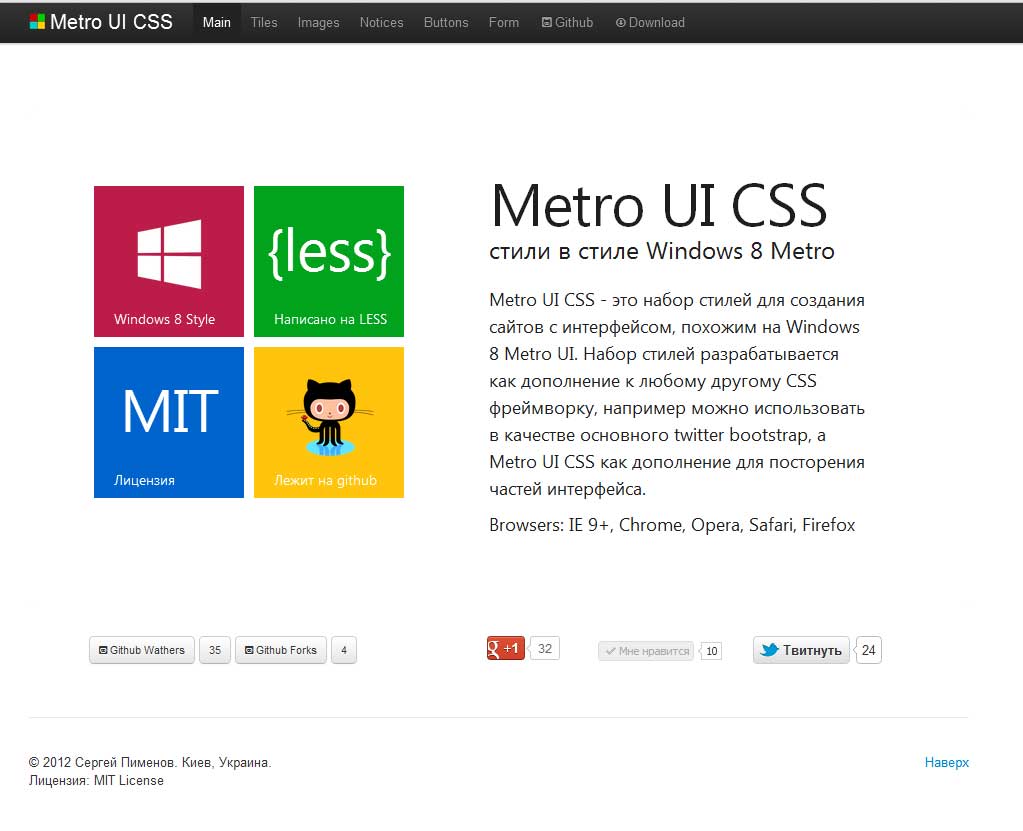 Metro UI CSS Main Tiles Images Notices Buttons Form Github Download
{less}
Windows 8 Style
Написано на LESS
MIT
Лицензия
Лежит на github
Metro UI CSS
стили в стиле Windows 8 Metro
Metro UI CSS - это набор стилей для создания
сайтов с интерфейсом, похожим на Windows
8 Metro UI. Набор стилей разрабатывается
как дополнение к любому другому CSS
фреймворку, например можно использовать
в качестве основного twitter bootstrap, а
Metro UI CSS как дополнение для посторения
частей интерфейса.
Browsers: IE 9+, Chrome, Opera, Safari, Firefox
Github Wathers 35 Github Forks 4 g +1 32 Мне нравится 10 Твитнуть 24
© 2012 Сергей Пименов. Киев, Украина. Наверх
Лицензия: MIT License